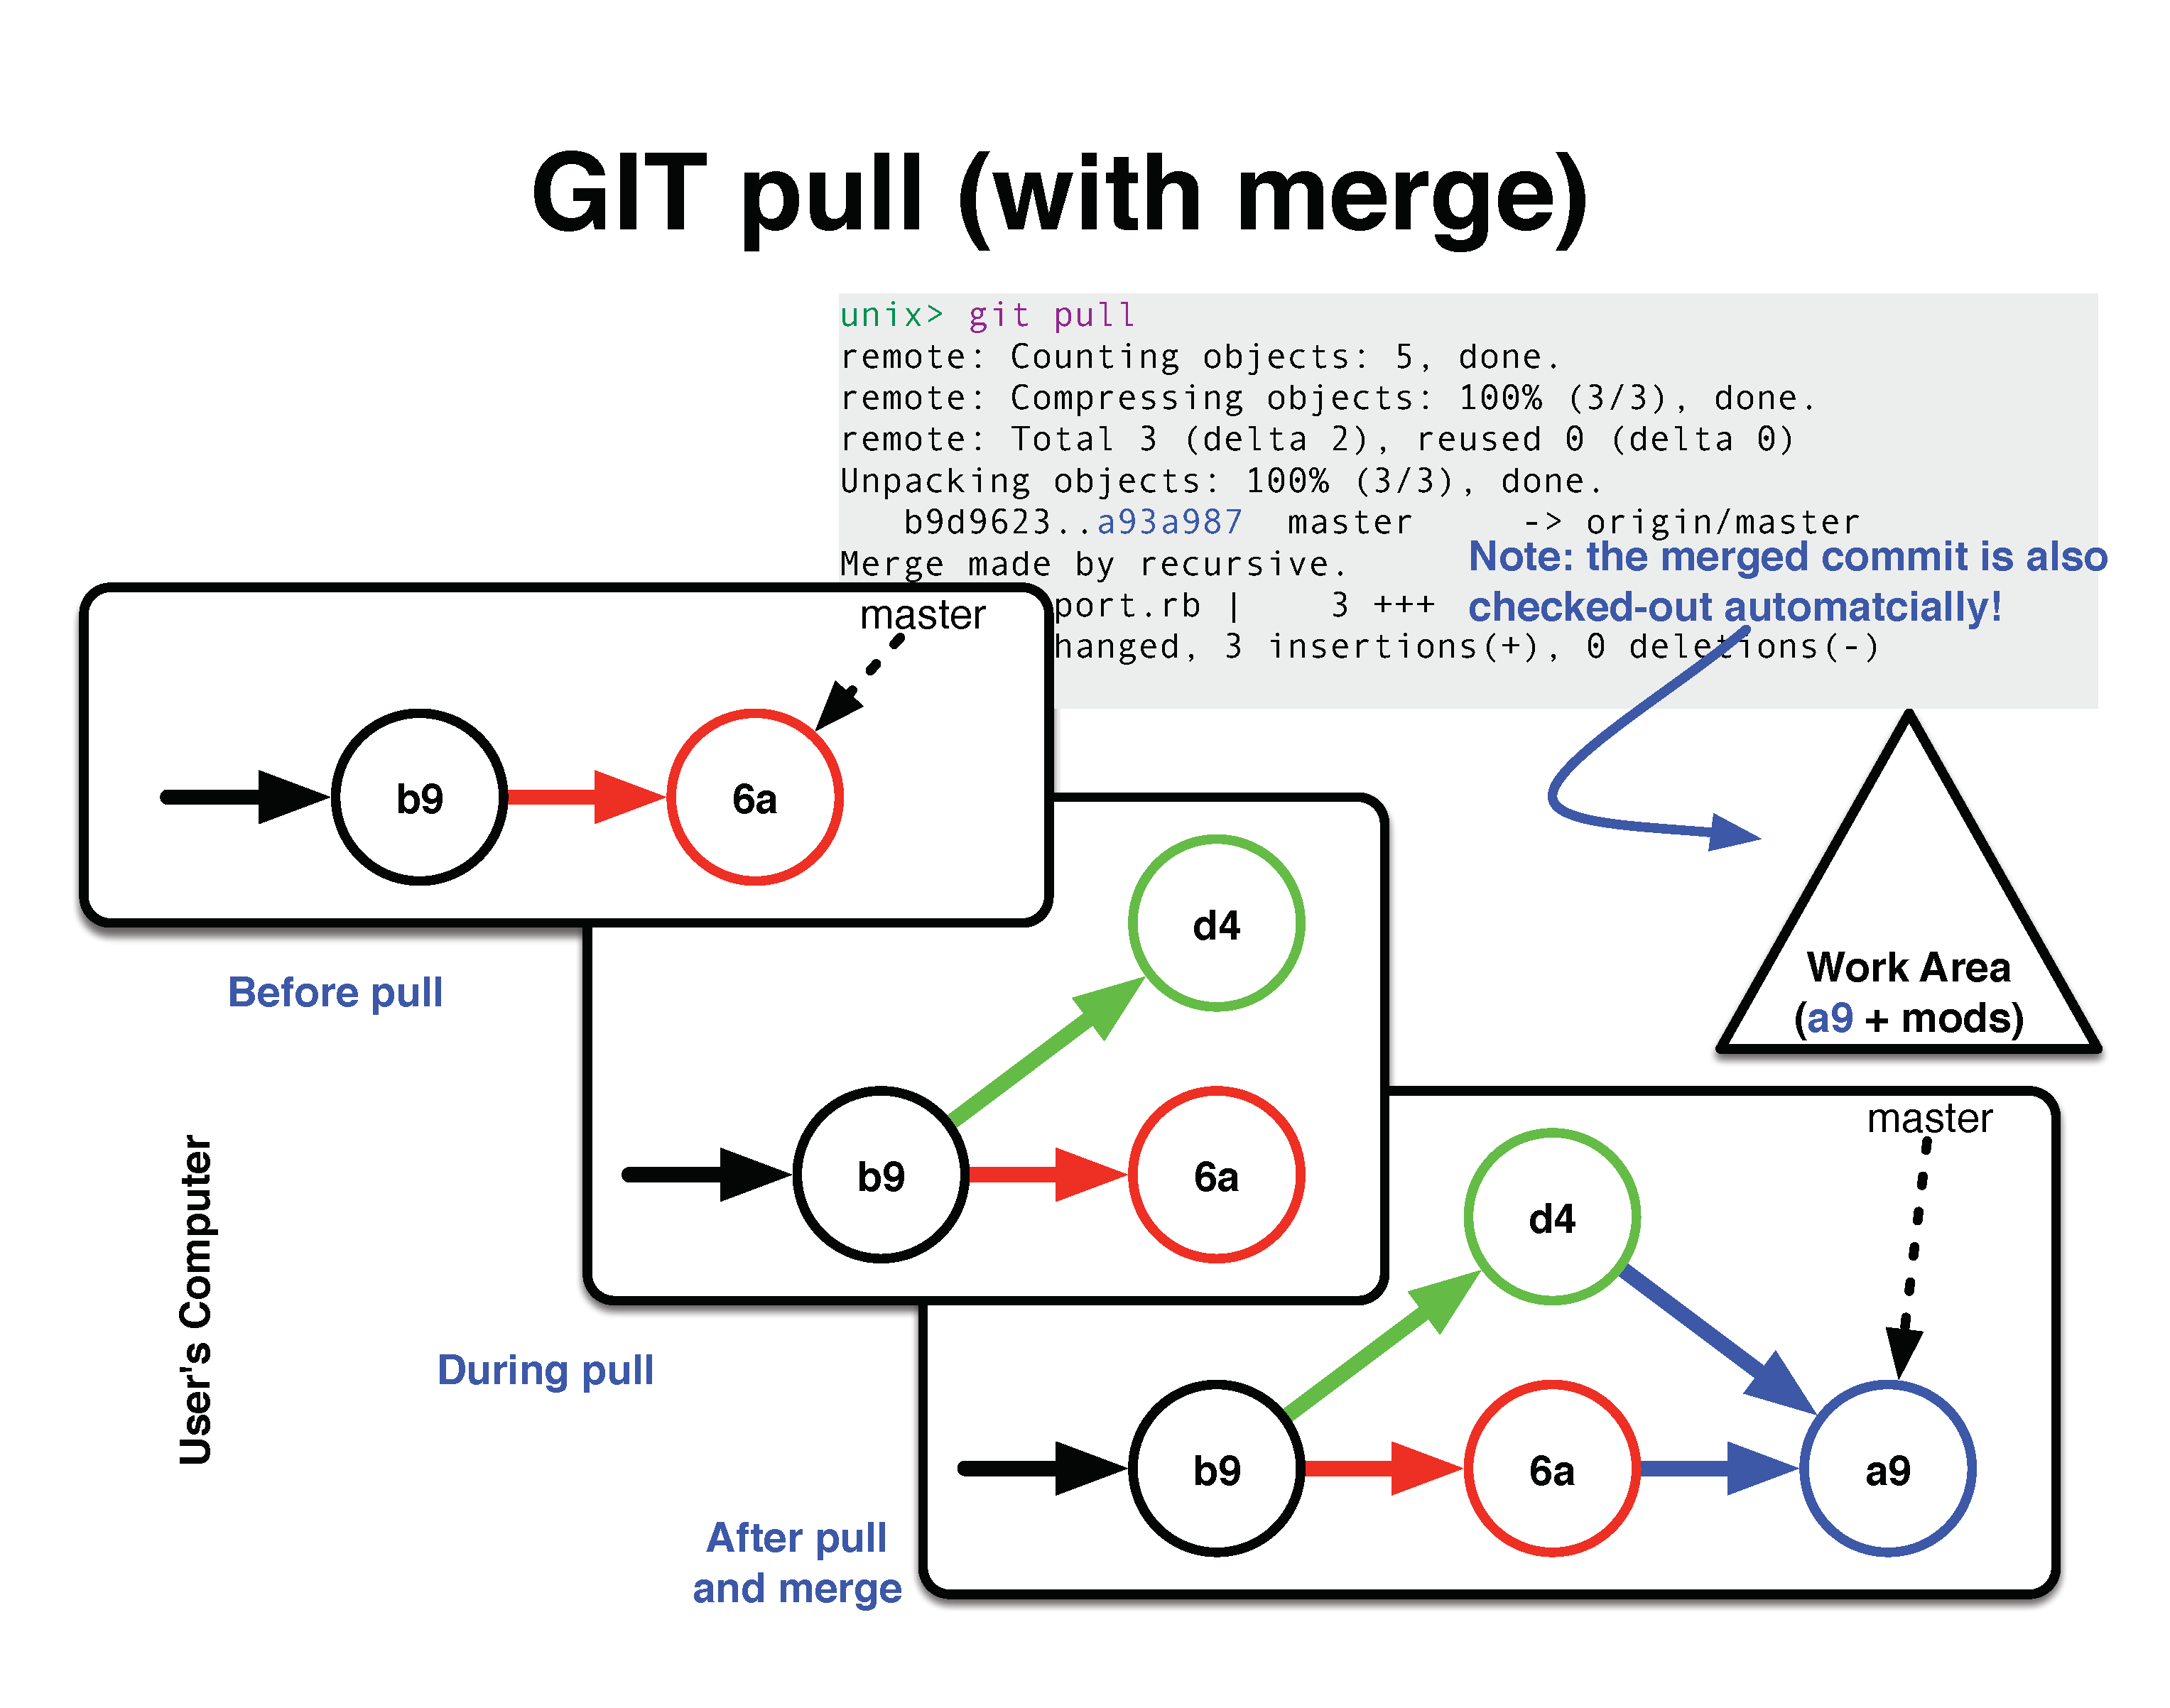 GIT pull (with merge)
unix> git pull
remote: Counting objects: 5, done.
remote: Compressing objects: 100% (3/3), done.
remote: Total 3 (delta 2), reused 0 (delta 0)
Unpacking objects: 100% (3/3), done.
b9d9623..a93a987 master -> origin/master
Merge made by recursive.
port.rb | 3 +++
hanged, 3 insertions(+), 0 deletions(-)
Note: the merged commit is also
checked-out automatcially!
master
b9
6a
Before pull
d4
b9
6a
During pull
Work Area
(a9 + mods)
master
d4
b9
6a
a9
After pull
and merge
User's Computer